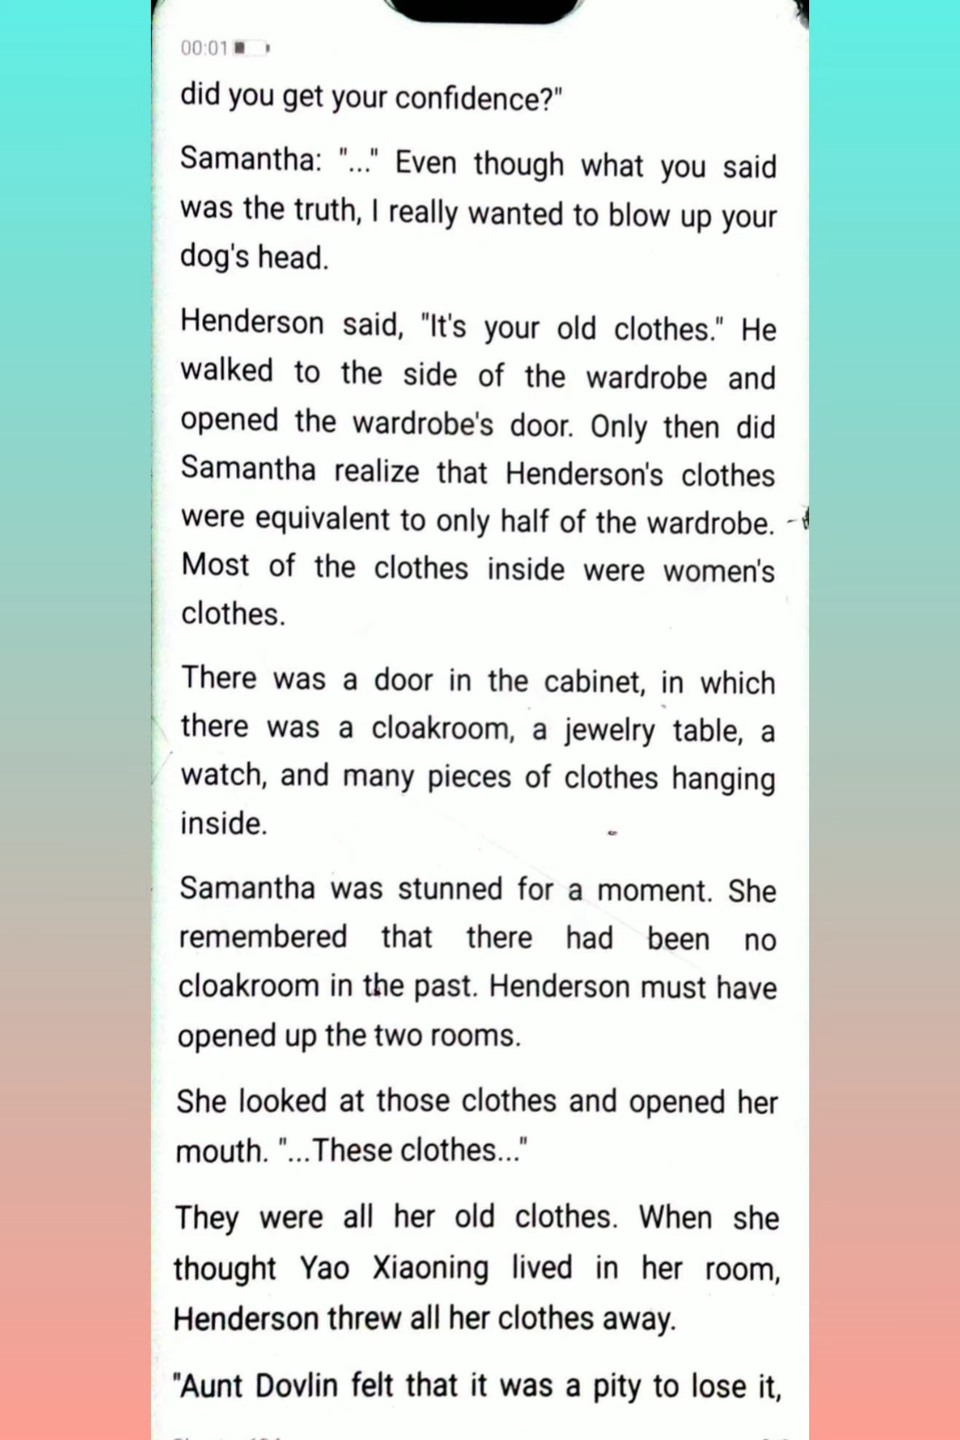 00:01
did you get your confidence?"
Samantha: "..." Even though what you said
was the truth, I really wanted to blow up your
dog's head.
Henderson said, "It's your old clothes." He
walked to the side of the wardrobe and
opened the wardrobe's door. Only then did
Samantha realize that Henderson's clothes
were equivalent to only half of the wardrobe.
Most of the clothes inside were women's
clothes.
There was a door in the cabinet, in which
there was a cloakroom, a jewelry table, a
watch, and many pieces of clothes hanging
inside.
Samantha was stunned for a moment. She
remembered that there had been no
cloakroom in the past. Henderson must have
opened up the two rooms.
She looked at those clothes and opened her
mouth. "...These clothes..."
They were all her old clothes. When she
thought Yao Xiaoning lived in her room,
Henderson threw all her clothes away.
"Aunt Dovlin felt that it was a pity to lose it,